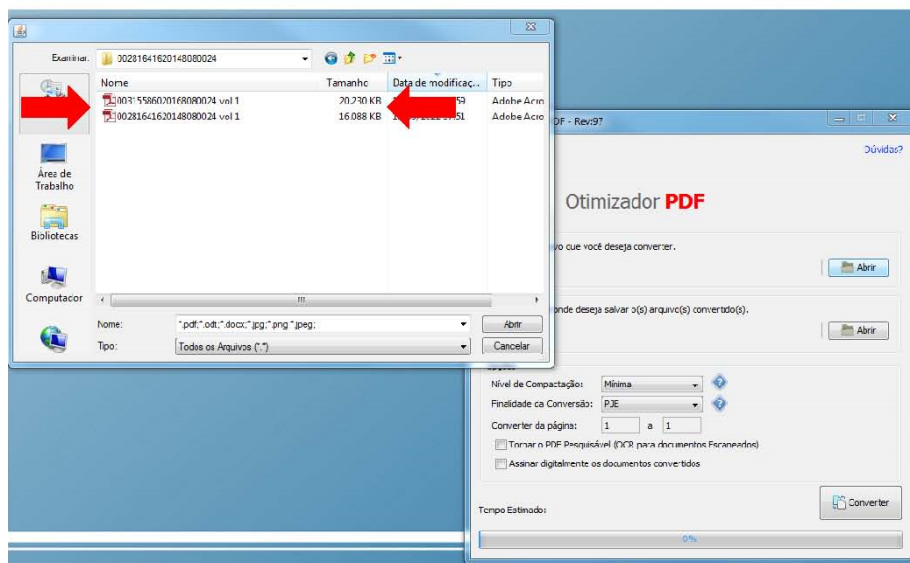 Examinar: 00281641620148080024
Nome Tamanho Data de modificaç... Tipo
00315586020168080024 vol 1 20.230 KB Adobe Acro
00281641620148080024 vol 1 16.088 KB Adobe Acro
Área de
Trabalho
Bibliotecas
Computador
Nome: *.pdf;*.odt;*.docx;*.jpg;*.png *.jpeg; Abrir
Tipo: Todos os Arquivos (*.*) Cancelar
DF - Rev:97
Dúvidas?
Otimizador PDF
vo que você deseja converter.
Abrir
onde deseja salvar o(s) arquivo(s) convertido(s).
Abrir
Nível de Compactação: Mínima
Finalidade da Conversão: PJE
Converter da página: 1 a 1
Tornar o PDF Pesquisável (OCR para documentos Escaneados)
Assinar digitalmente os documentos convertidos
Tempo Estimado: Converter
0%